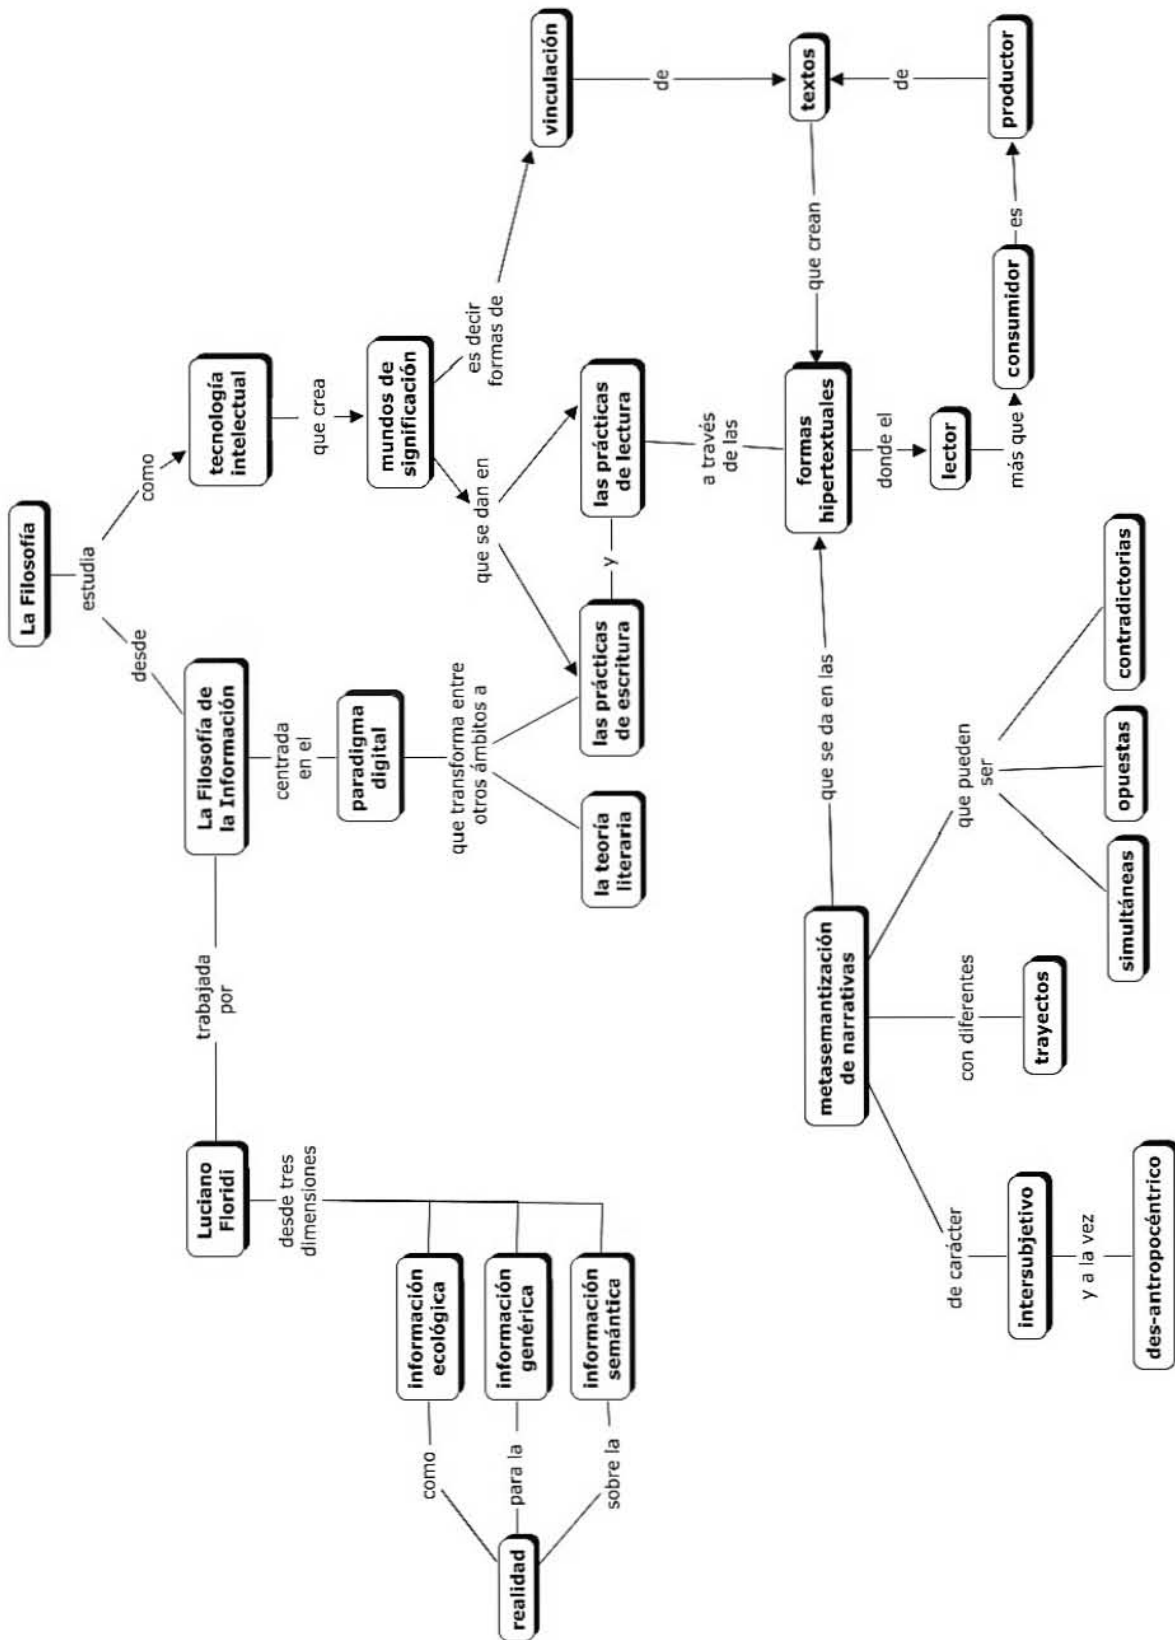 La Filosofía
estudia
desde
como
La Filosofía de
la Información
tecnología
intelectual
trabajada
por
centrada
en el
que crea
Luciano
Floridi
paradigma
digital
mundos de
significación
desde tres
dimensiones
que transforma entre
otros ámbitos a
que se dan en
es decir
formas de
vinculación
información
ecológica
información
genérica
información
semántica
como
para la
sobre la
realidad
la teoría
literaria
las prácticas
de escritura
y
las prácticas
de lectura
de
a través
de las
textos
metasemantización
de narrativas
que se da en las
formas
hipertextuales
que crean
de
donde el
lector
más que
consumidor
es
productor
de carácter
con diferentes
que pueden
ser
intersubjetivo
trayectos
y a la vez
des-antropocéntrico
simultáneas
opuestas
contradictorias